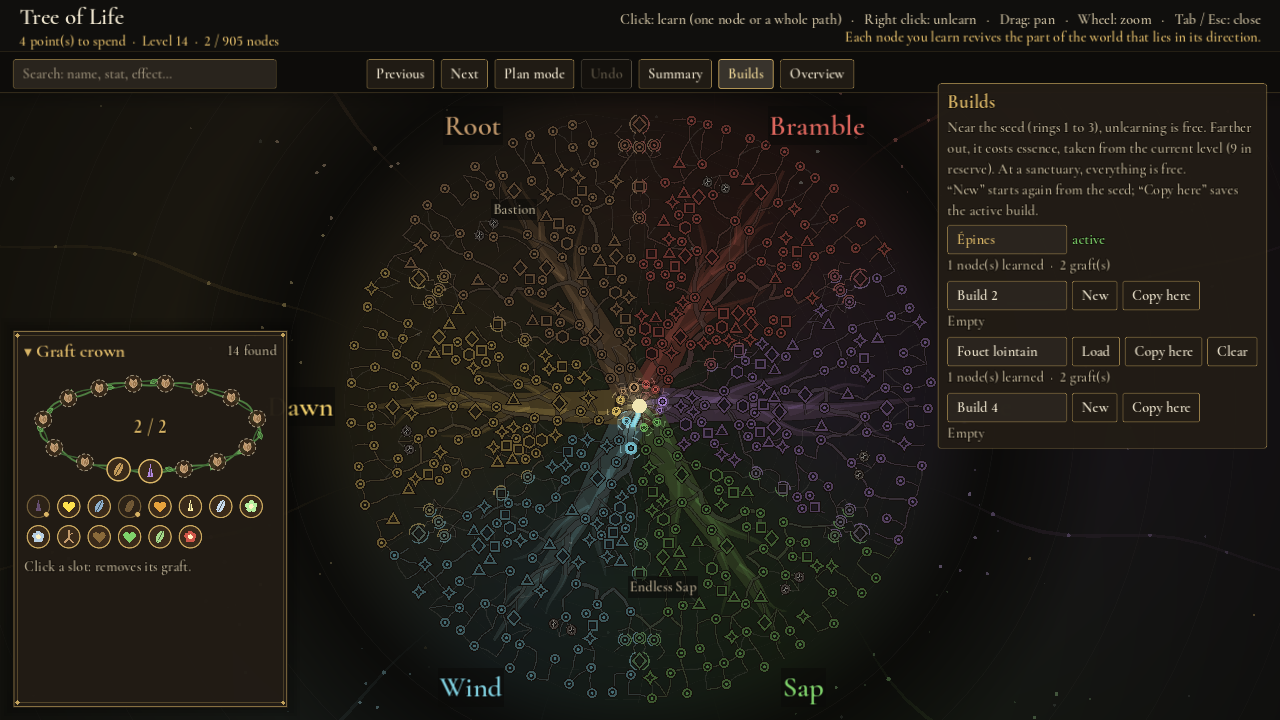 Tree of Life
4 point(s) to spend · Level 14 · 2 / 905 nodes
Click: learn (one node or a whole path) · Right click: unlearn · Drag: pan · Wheel: zoom · Tab / Esc: close
Each node you learn revives the part of the world that lies in its direction.
Search: name, stat, effect...
Previous
Next
Plan mode
Undo
Summary
Builds
Overview
Root
Bramble
Bastion
awn
Endless Sap
Wind
Sap
▾ Graft crown
14 found
2 / 2
Click a slot: removes its graft.
Builds
Near the seed (rings 1 to 3), unlearning is free. Farther
out, it costs essence, taken from the current level (9 in
reserve). At a sanctuary, everything is free.
“New” starts again from the seed; “Copy here” saves
the active build.
Épines active
1 node(s) learned · 2 graft(s)
Build 2 New Copy here
Empty
Fouet lointain Load Copy here Clear
1 node(s) learned · 2 graft(s)
Build 4 New Copy here
Empty